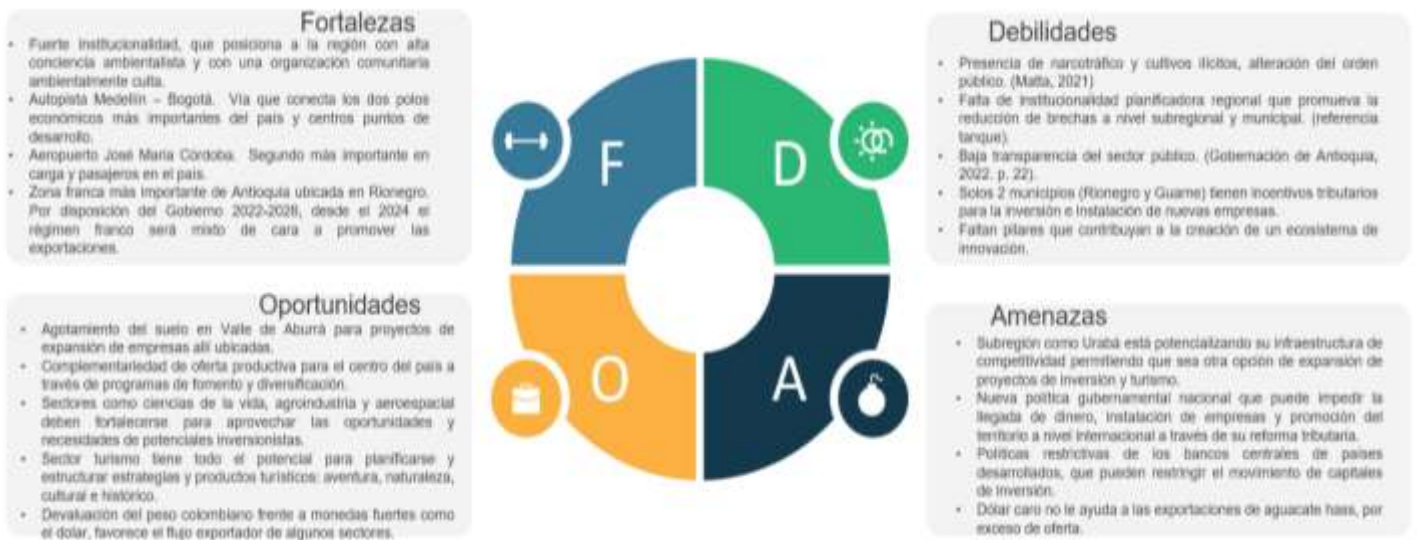 Fortalezas
• Fuerte institucionalidad, que posiciona a la región con alta
conciencia ambientalista y con una organización comunitaria
ambientalmente culta.
• Autopista Medellín – Bogotá. Vía que conecta los dos polos
económicos más importantes del país y centros puntos de
desarrollo.
• Aeropuerto José María Córdoba. Segundo más importante en
carga y pasajeros en el país.
• Zona franca más importante de Antioquia ubicada en Rionegro.
Por disposición del Gobierno 2022-2026, desde el 2024 el
régimen franco será mixto de cara a promover las
exportaciones.
Oportunidades
• Agotamiento del suelo en Valle de Aburrá para proyectos de
expansión de empresas allí ubicadas.
• Complementariedad de oferta productiva para el centro del país a
través de programas de fomento y diversificación.
• Sectores como ciencias de la vida, agroindustria y aeroespacial
deben fortalecerse para aprovechar las oportunidades y
necesidades de potenciales inversionistas.
• Sector turismo tiene todo el potencial para planificarse y
estructurar estrategias y productos turísticos: aventura, naturaleza,
cultural e histórico.
• Devaluación del peso colombiano frente a monedas fuertes como
el dólar, favorece el flujo exportador de algunos sectores.
F
D
O
A
Debilidades
• Presencia de narcotráfico y cultivos ilícitos, alteración del orden
público. (Matta, 2021)
• Falta de institucionalidad planificadora regional que promueva la
reducción de brechas a nivel subregional y municipal. (referencia
tanque).
• Baja transparencia del sector público. (Gobernación de Antioquia,
2022. p. 22).
• Solos 2 municipios (Rionegro y Guarne) tienen incentivos tributarios
para la inversión e instalación de nuevas empresas.
• Faltan pilares que contribuyan a la creación de un ecosistema de
innovación.
Amenazas
• Subregión como Urabá está potencializando su infraestructura de
competitividad permitiendo que sea otra opción de expansión de
proyectos de inversión y turismo.
• Nueva política gubernamental nacional que puede impedir la
llegada de dinero, instalación de empresas y promoción del
territorio a nivel internacional a través de su reforma tributaria.
• Políticas restrictivas de los bancos centrales de países
desarrollados, que pueden restringir el movimiento de capitales
de inversión.
• Dólar caro no le ayuda a las exportaciones de aguacate hass, por
exceso de oferta.